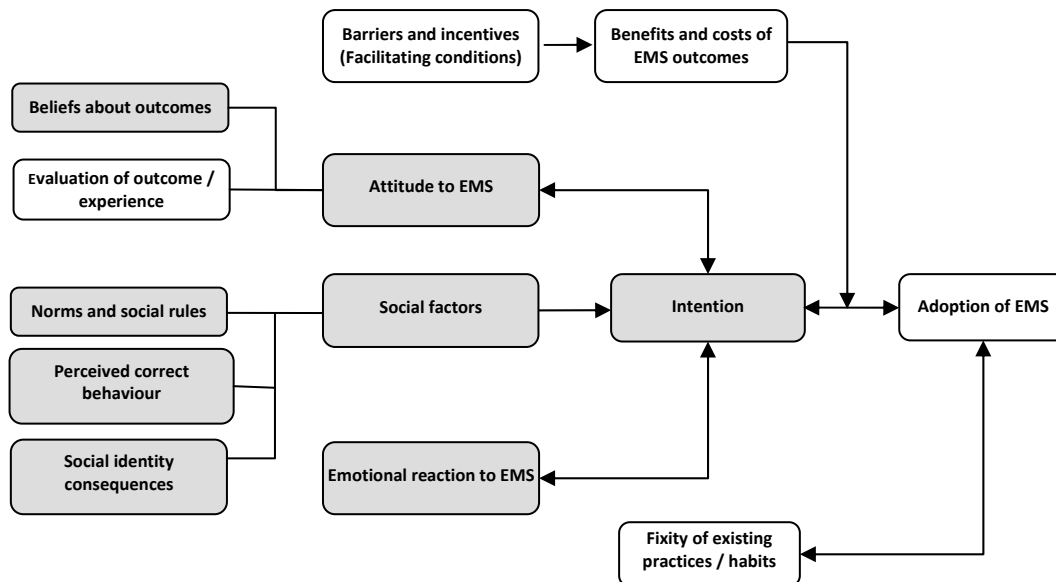 Barriers and incentives
(Facilitating conditions)
Benefits and costs of
EMS outcomes
Beliefs about outcomes
Evaluation of outcome /
experience
Attitude to EMS
Norms and social rules
Social factors
Intention
Adoption of EMS
Perceived correct
behaviour
Social identity
consequences
Emotional reaction to EMS
Fixity of existing
practices / habits